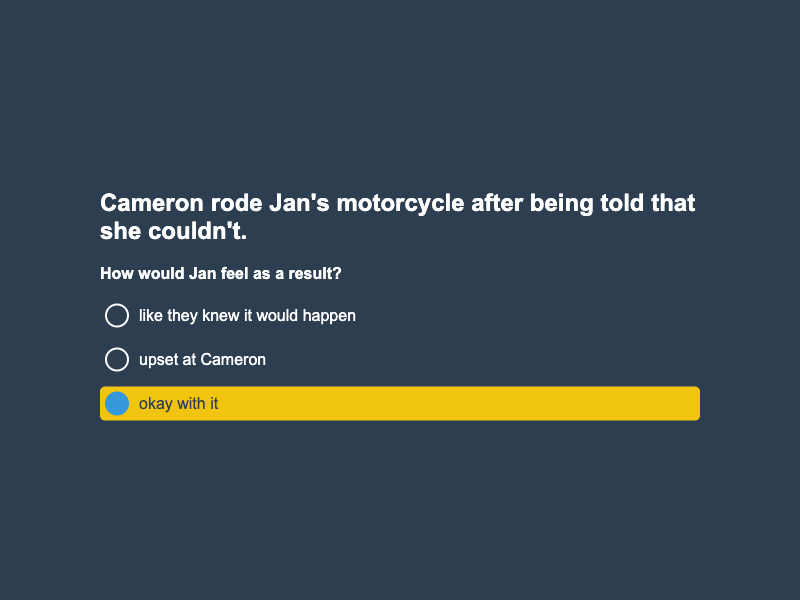 Cameron rode Jan's motorcycle after being told that
she couldn't.
How would Jan feel as a result?
like they knew it would happen
upset at Cameron
okay with it